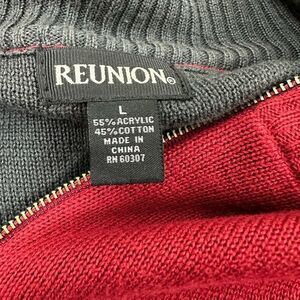 REUNION®
L
55% ACRYLIC
45% COTTON
MADE IN
CHINA
RN 60307